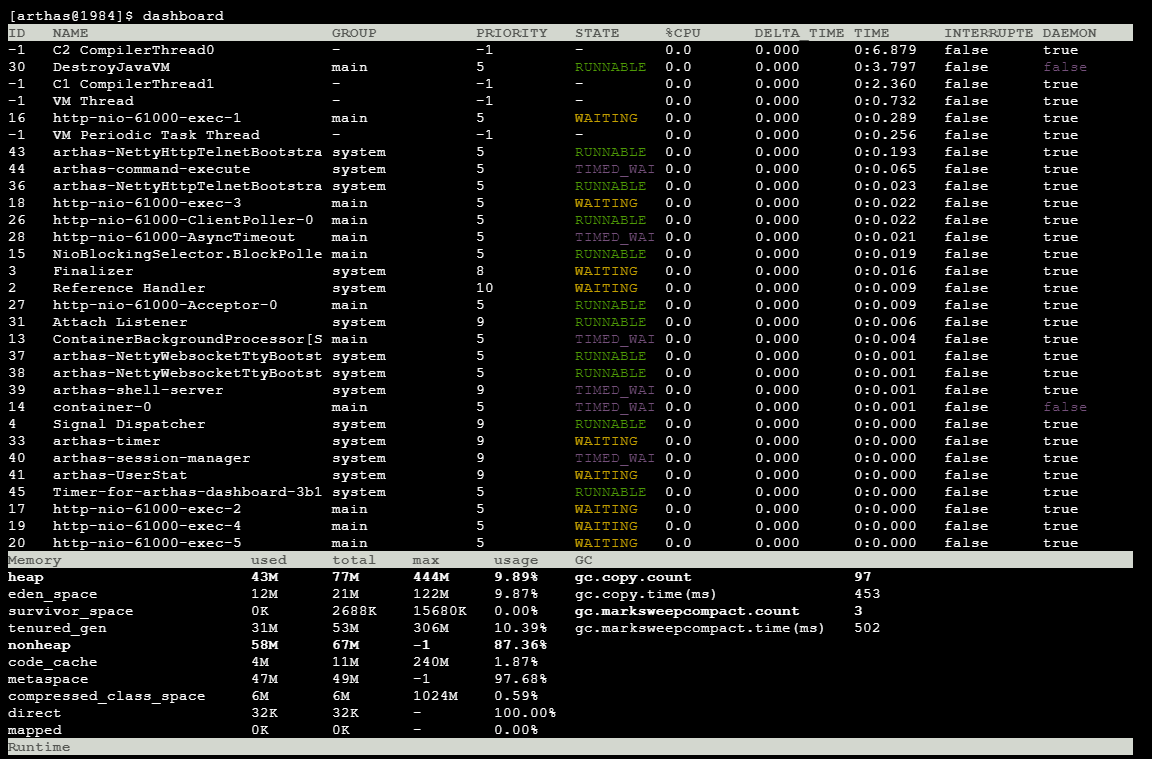 [arthas@1984]$ dashboard
ID NAME GROUP PRIORITY STATE %CPU DELTA_TIME TIME INTERRUPTE DAEMON
-1 C2 CompilerThread0 - -1 - 0.0 0.000 0:6.879 false true
30 DestroyJavaVM main 5 RUNNABLE 0.0 0.000 0:3.797 false false
-1 C1 CompilerThread1 - -1 - 0.0 0.000 0:2.360 false true
-1 VM Thread - -1 - 0.0 0.000 0:0.732 false true
16 http-nio-61000-exec-1 main 5 WAITING 0.0 0.000 0:0.289 false true
-1 VM Periodic Task Thread - -1 - 0.0 0.000 0:0.256 false true
43 arthas-NettyHttpTelnetBootstra system 5 RUNNABLE 0.0 0.000 0:0.193 false true
44 arthas-command-execute system 5 TIMED_WAI 0.0 0.000 0:0.065 false true
36 arthas-NettyHttpTelnetBootstra system 5 RUNNABLE 0.0 0.000 0:0.023 false true
18 http-nio-61000-exec-3 main 5 WAITING 0.0 0.000 0:0.022 false true
26 http-nio-61000-ClientPoller-0 main 5 RUNNABLE 0.0 0.000 0:0.022 false true
28 http-nio-61000-AsyncTimeout main 5 TIMED_WAI 0.0 0.000 0:0.021 false true
15 NioBlockingSelector.BlockPolle main 5 RUNNABLE 0.0 0.000 0:0.019 false true
3 Finalizer system 8 WAITING 0.0 0.000 0:0.016 false true
2 Reference Handler system 10 WAITING 0.0 0.000 0:0.009 false true
27 http-nio-61000-Acceptor-0 main 5 RUNNABLE 0.0 0.000 0:0.009 false true
31 Attach Listener system 9 RUNNABLE 0.0 0.000 0:0.006 false true
13 ContainerBackgroundProcessor[S main 5 TIMED_WAI 0.0 0.000 0:0.004 false true
37 arthas-NettyWebsocketTtyBootst system 5 RUNNABLE 0.0 0.000 0:0.001 false true
38 arthas-NettyWebsocketTtyBootst system 5 RUNNABLE 0.0 0.000 0:0.001 false true
39 arthas-shell-server system 9 TIMED_WAI 0.0 0.000 0:0.001 false true
14 container-0 main 5 TIMED_WAI 0.0 0.000 0:0.001 false false
4 Signal Dispatcher system 9 RUNNABLE 0.0 0.000 0:0.000 false true
33 arthas-timer system 9 WAITING 0.0 0.000 0:0.000 false true
40 arthas-session-manager system 9 TIMED_WAI 0.0 0.000 0:0.000 false true
41 arthas-UserStat system 9 WAITING 0.0 0.000 0:0.000 false true
45 Timer-for-arthas-dashboard-3b1 system 5 RUNNABLE 0.0 0.000 0:0.000 false true
17 http-nio-61000-exec-2 main 5 WAITING 0.0 0.000 0:0.000 false true
19 http-nio-61000-exec-4 main 5 WAITING 0.0 0.000 0:0.000 false true
20 http-nio-61000-exec-5 main 5 WAITING 0.0 0.000 0:0.000 false true
Memory used total max usage GC
heap 43M 77M 444M 9.89% gc.copy.count 97
eden_space 12M 21M 122M 9.87% gc.copy.time(ms) 453
survivor_space 0K 2688K 15680K 0.00% gc.marksweepcompact.count 3
tenured_gen 31M 53M 306M 10.39% gc.marksweepcompact.time(ms) 502
nonheap 58M 67M -1 87.36%
code_cache 4M 11M 240M 1.87%
metaspace 47M 49M -1 97.68%
compressed_class_space 6M 6M 1024M 0.59%
direct 32K 32K - 100.00%
mapped 0K 0K - 0.00%
Runtime